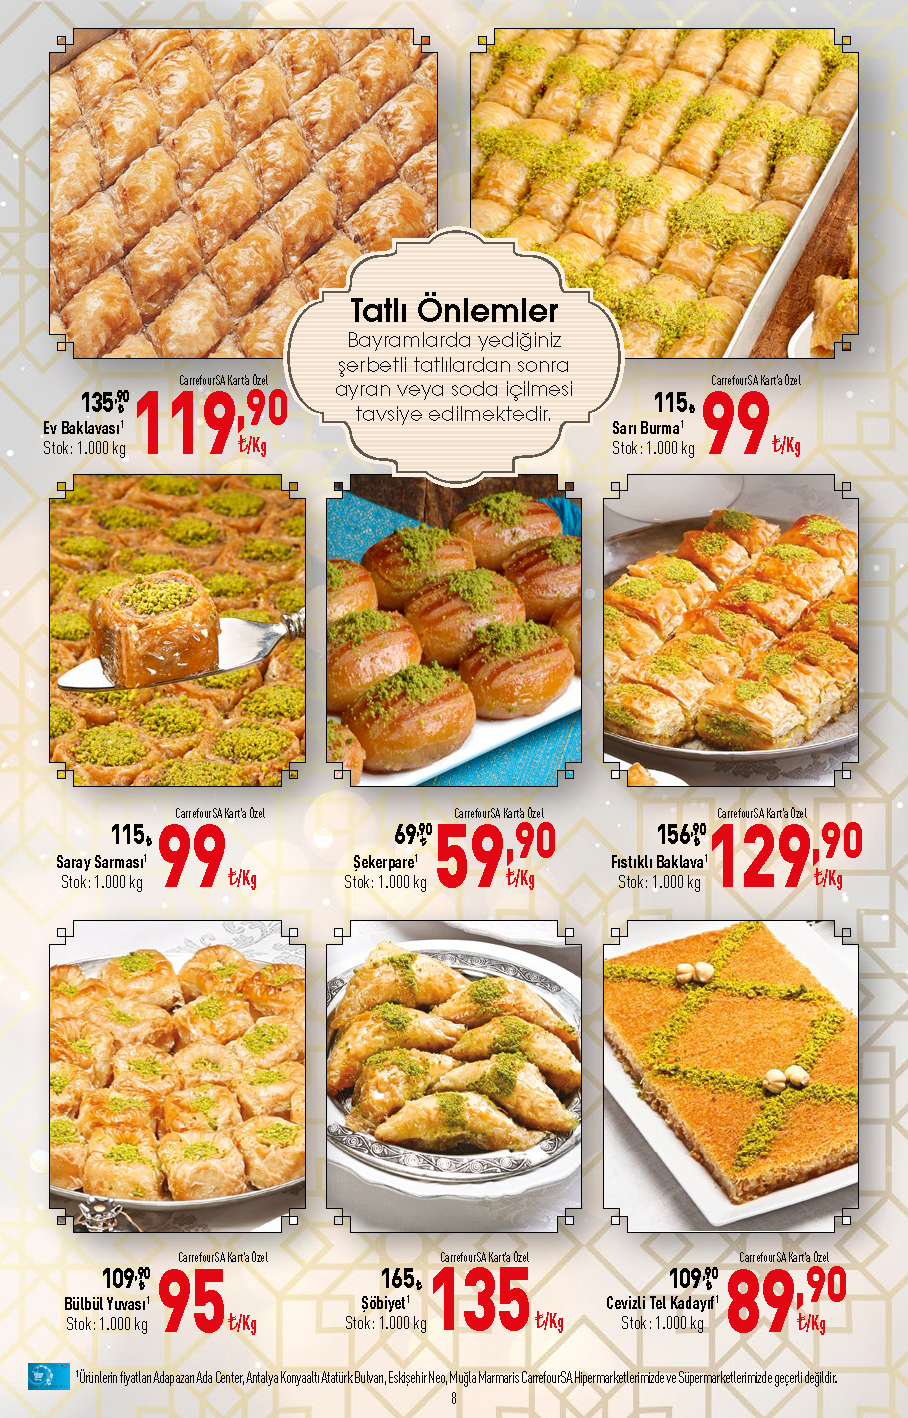 Tatlı Önlemler
Bayramlarda yediğiniz
şerbetli tatlılardan sonra
ayran veya soda içilmesi
tavsiye edilmektedir.
CarrefourSA Kart'a Özel
135,90₺
119,90
₺/Kg
Ev Baklavası¹
Stok: 1.000 kg
CarrefourSA Kart'a Özel
115₺
99
₺/Kg
Sarı Burma¹
Stok: 1.000 kg
CarrefourSA Kart'a Özel
115₺
99
₺/Kg
Saray Sarması¹
Stok: 1.000 kg
CarrefourSA Kart'a Özel
69,90₺
59,90
₺/Kg
Şekerpare¹
Stok: 1.000 kg
CarrefourSA Kart'a Özel
156,90₺
129,90
₺/Kg
Fıstıklı Baklava¹
Stok: 1.000 kg
CarrefourSA Kart'a Özel
109,90₺
95
₺/Kg
Bülbül Yuvası¹
Stok: 1.000 kg
CarrefourSA Kart'a Özel
165₺
135
₺/Kg
Şöbiyet¹
Stok: 1.000 kg
CarrefourSA Kart'a Özel
109,90₺
89,90
₺/Kg
Cevizli Tel Kadayıf¹
Stok: 1.000 kg
¹Ürünlerin fiyatları Adapazarı Ada Center, Antalya Konyaaltı Atatürk Bulvarı, Eskişehir Neo, Muğla Marmaris CarrefourSA Hipermarketlerimizde ve Süpermarketlerimizde geçerli değildir.
8